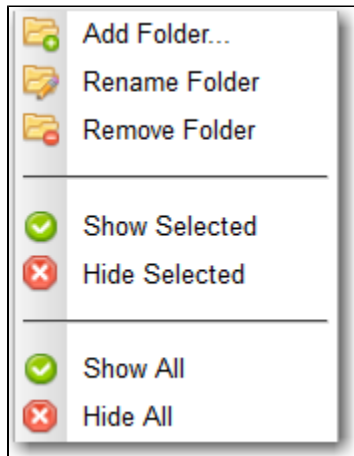 Add Folder...
Rename Folder
Remove Folder
Show Selected
Hide Selected
Show All
Hide All